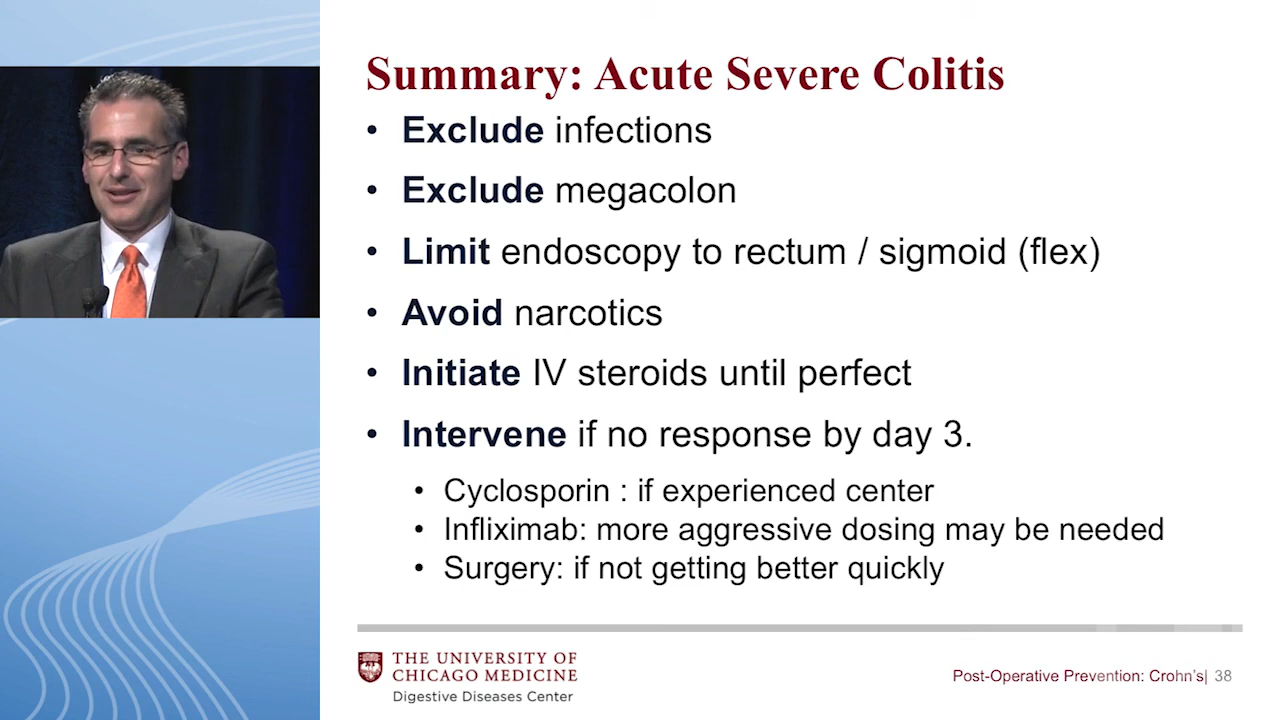 Summary: Acute Severe Colitis
• Exclude infections
• Exclude megacolon
• Limit endoscopy to rectum / sigmoid (flex)
• Avoid narcotics
• Initiate IV steroids until perfect
• Intervene if no response by day 3.
• Cyclosporin : if experienced center
• Infliximab: more aggressive dosing may be needed
• Surgery: if not getting better quickly
THE UNIVERSITY OF
CHICAGO MEDICINE
Digestive Diseases Center
Post-Operative Prevention: Crohn's| 38